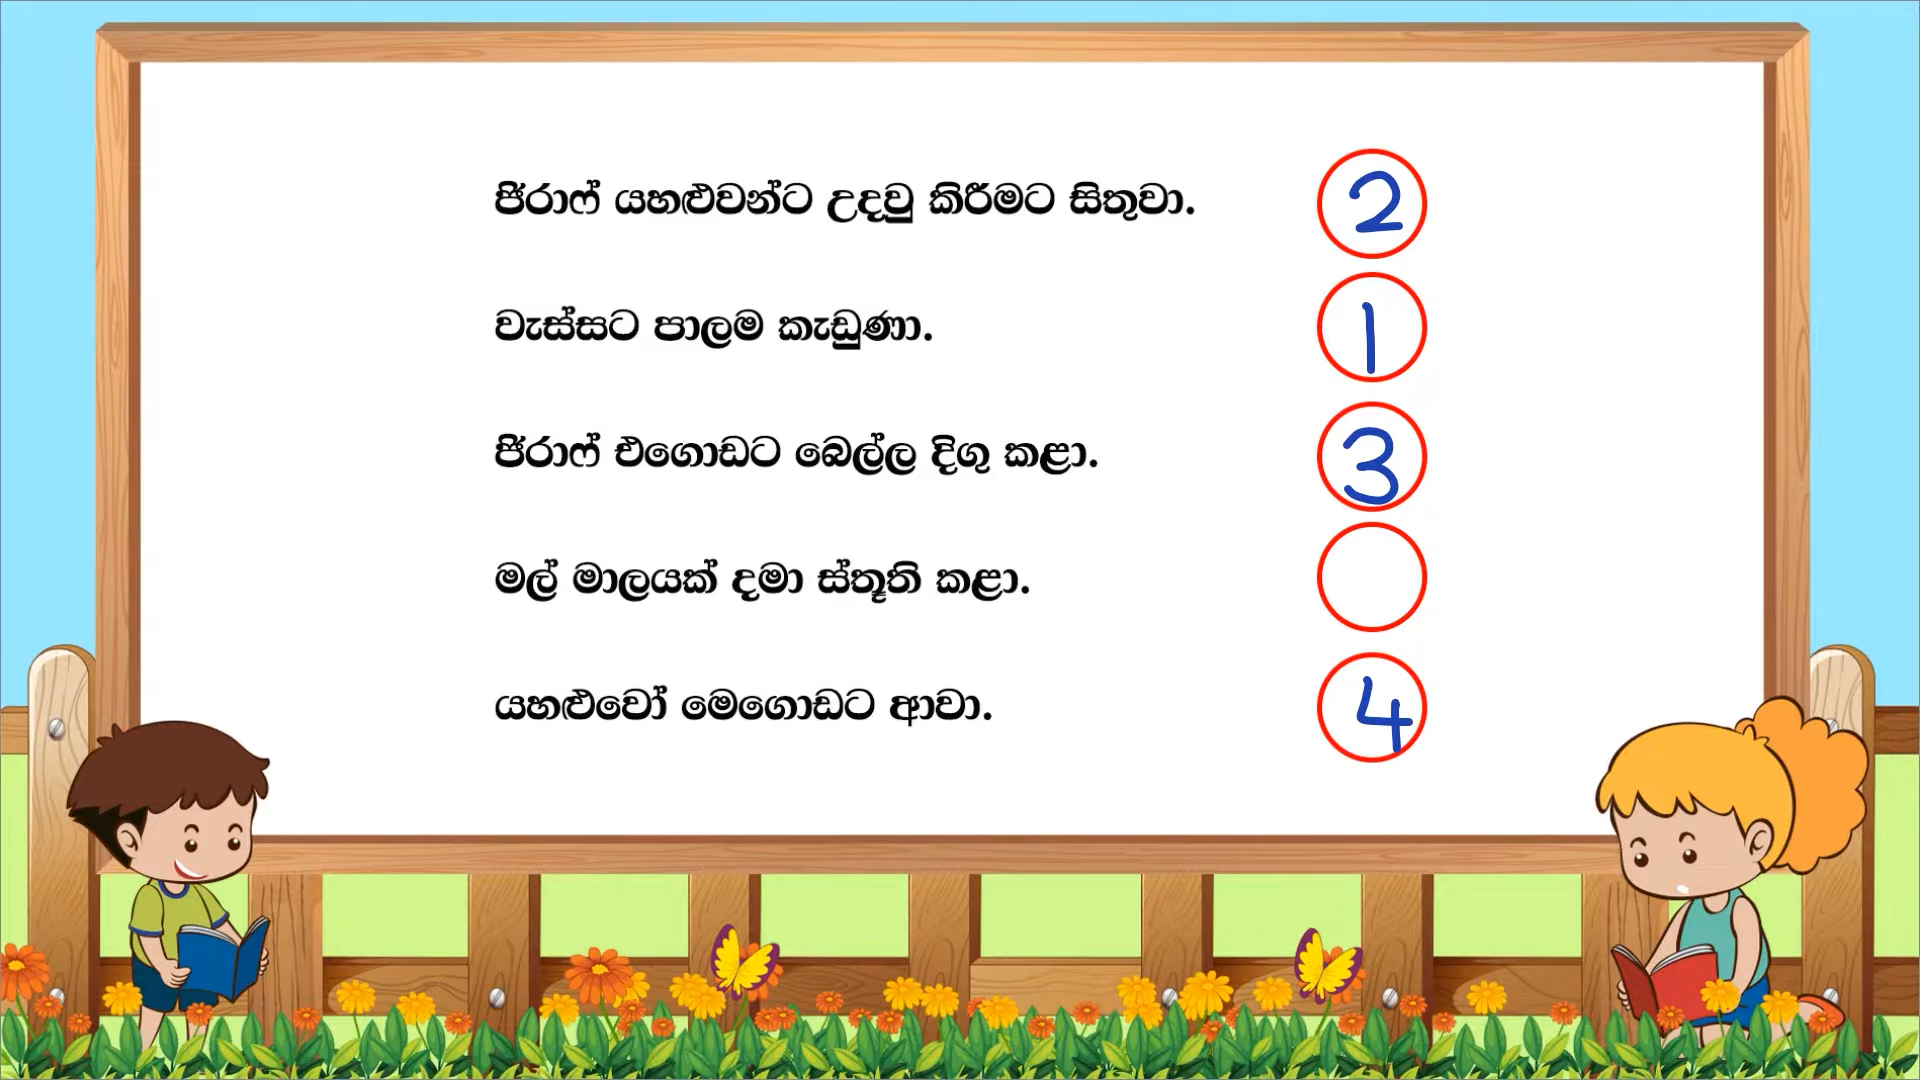 ජිරාෆ් යහළුවන්ට උදවු කිරීමට සිතුවා. 2
වැස්සට පාලම කැඩුණා. 1
ජිරාෆ් එගොඩට බෙල්ල දිගු කළා. 3
මල් මාලයක් දමා ස්තූති කළා.
යහළුවෝ මෙගොඩට ආවා. 4